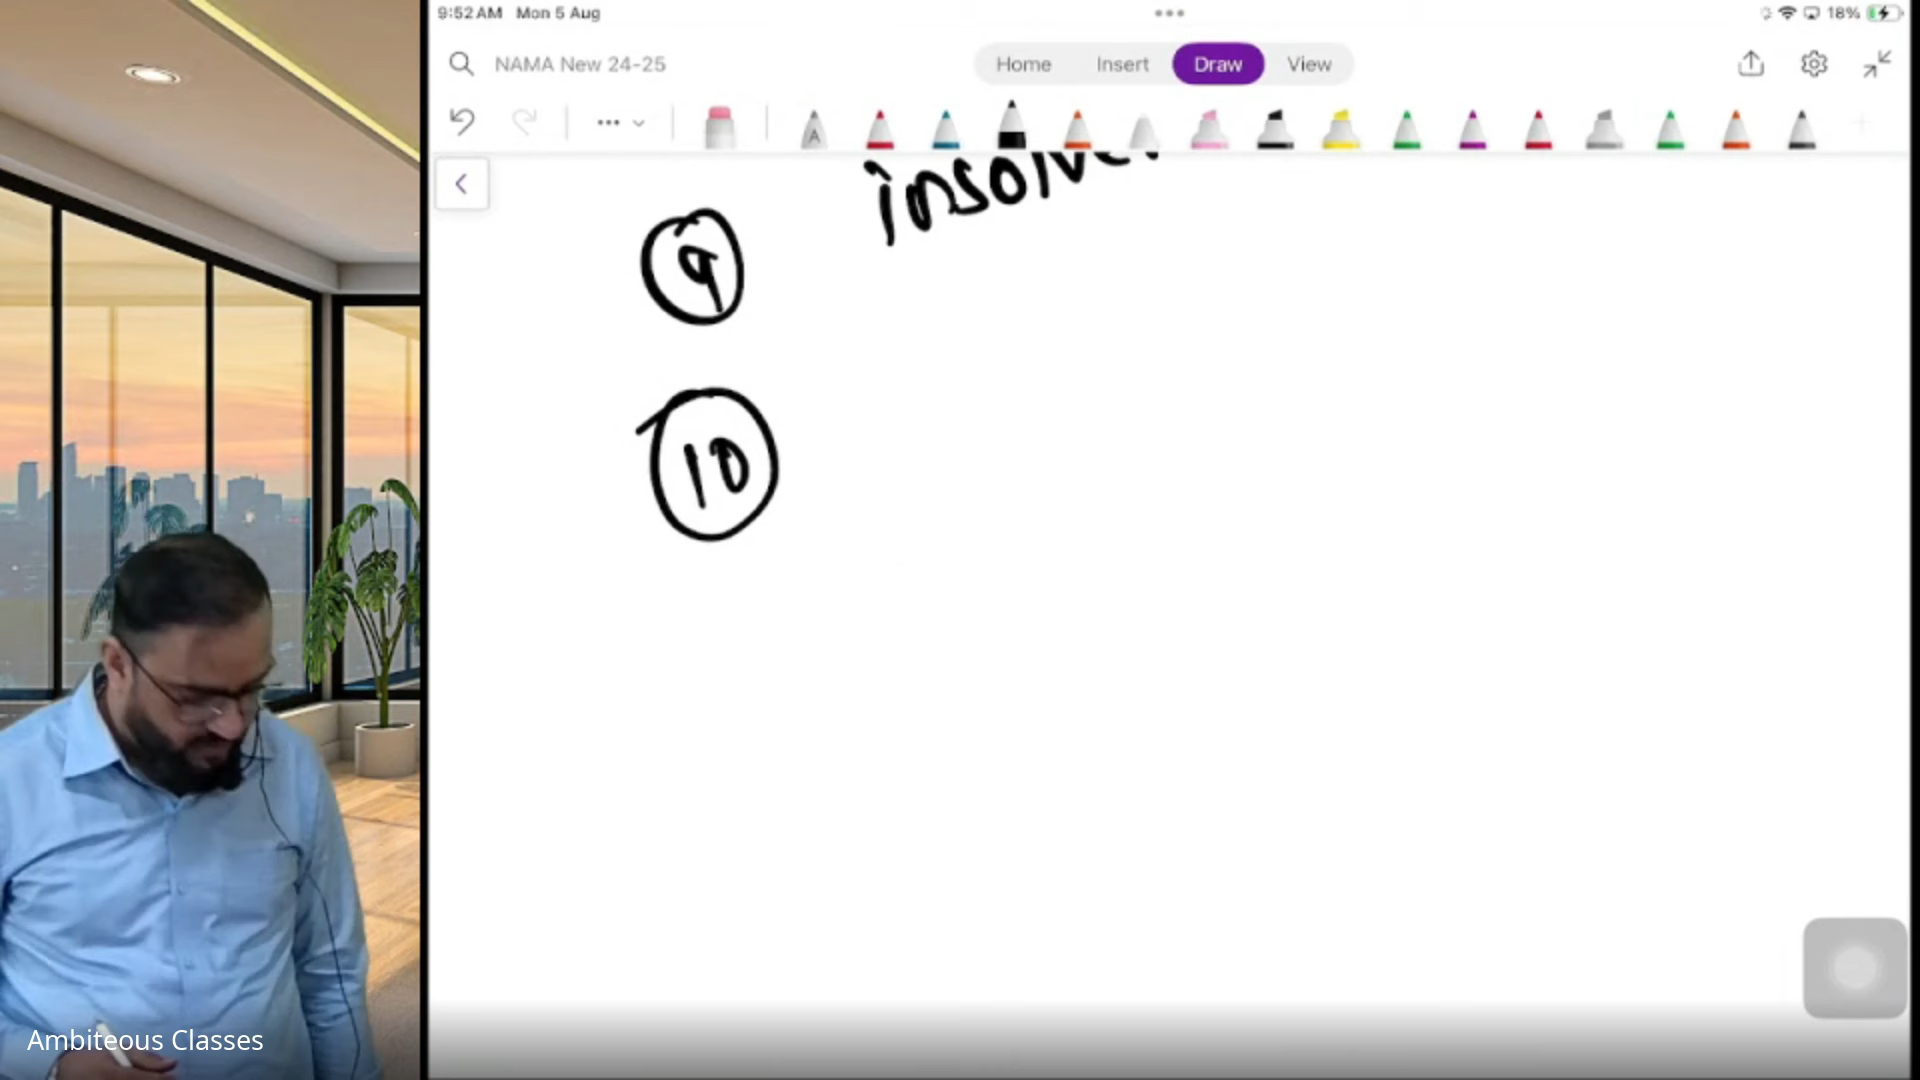 9:52 AM Mon 5 Aug
18%
NAMA New 24-25
Home Insert Draw View
A
9
10
Ambiteous Classes